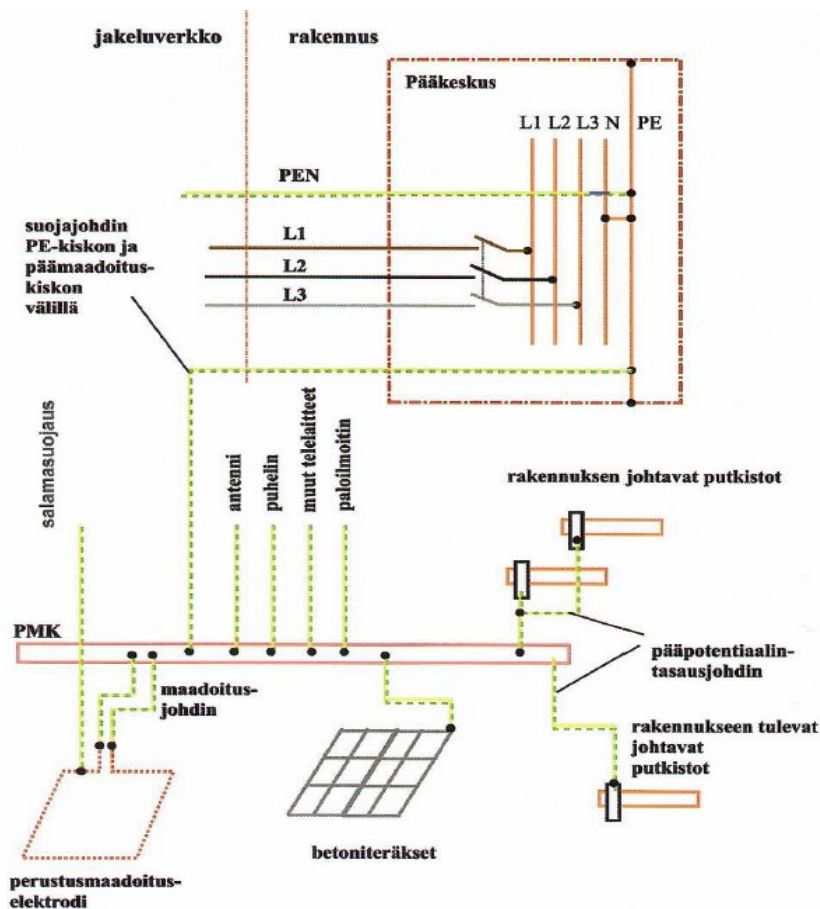 jakeluverkko
rakennus
Pääkeskus
L1 L2 L3 N PE
PEN
suojajohdin
PE-kiskon ja
päämaadoitus-
kiskon
välillä
L1
L2
L3
salamasuojaus
antenni
puhelin
muut telelaitteet
paloilmoitin
rakennuksen johtavat putkistot
PMK
maadoitus-
johdin
pääpotentiaalin-
tasausjohdin
rakennukseen tulevat
johtavat
putkistot
betoniteräkset
perustusmaadoitus-
elektrodi